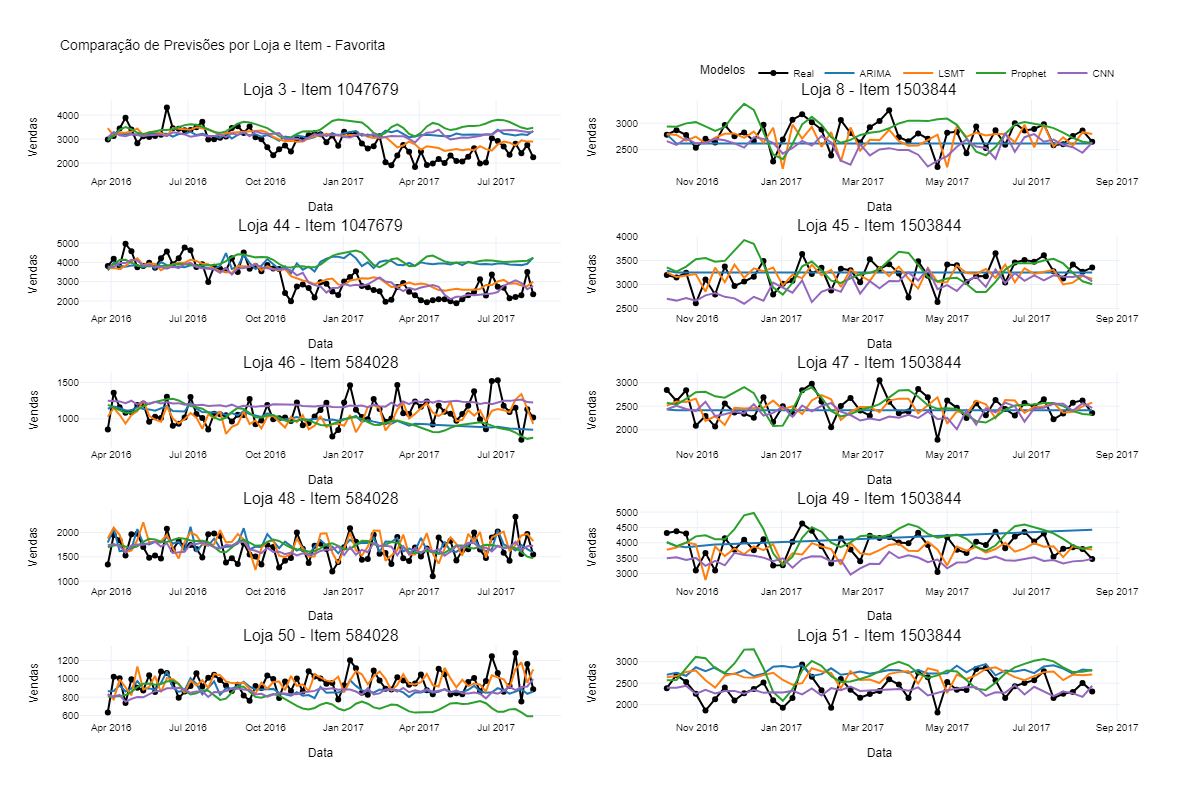 Comparação de Previsões por Loja e Item - Favorita
Modelos Real ARIMA LSMT Prophet CNN
Loja 3 - Item 1047679
Vendas
4000
3000
2000
Apr 2016 Jul 2016 Oct 2016 Jan 2017 Apr 2017 Jul 2017
Data
Loja 8 - Item 1503844
Vendas
3000
2500
Nov 2016 Jan 2017 Mar 2017 May 2017 Jul 2017 Sep 2017
Data
Loja 44 - Item 1047679
Vendas
5000
4000
3000
2000
Apr 2016 Jul 2016 Oct 2016 Jan 2017 Apr 2017 Jul 2017
Data
Loja 45 - Item 1503844
Vendas
4000
3500
3000
2500
Nov 2016 Jan 2017 Mar 2017 May 2017 Jul 2017 Sep 2017
Data
Loja 46 - Item 584028
Vendas
1500
1000
Apr 2016 Jul 2016 Oct 2016 Jan 2017 Apr 2017 Jul 2017
Data
Loja 47 - Item 1503844
Vendas
3000
2500
2000
Nov 2016 Jan 2017 Mar 2017 May 2017 Jul 2017 Sep 2017
Data
Loja 48 - Item 584028
Vendas
2000
1500
1000
Apr 2016 Jul 2016 Oct 2016 Jan 2017 Apr 2017 Jul 2017
Data
Loja 49 - Item 1503844
Vendas
5000
4500
4000
3500
3000
Nov 2016 Jan 2017 Mar 2017 May 2017 Jul 2017 Sep 2017
Data
Loja 50 - Item 584028
Vendas
1200
1000
800
600
Apr 2016 Jul 2016 Oct 2016 Jan 2017 Apr 2017 Jul 2017
Data
Loja 51 - Item 1503844
Vendas
3000
2500
2000
Nov 2016 Jan 2017 Mar 2017 May 2017 Jul 2017 Sep 2017
Data